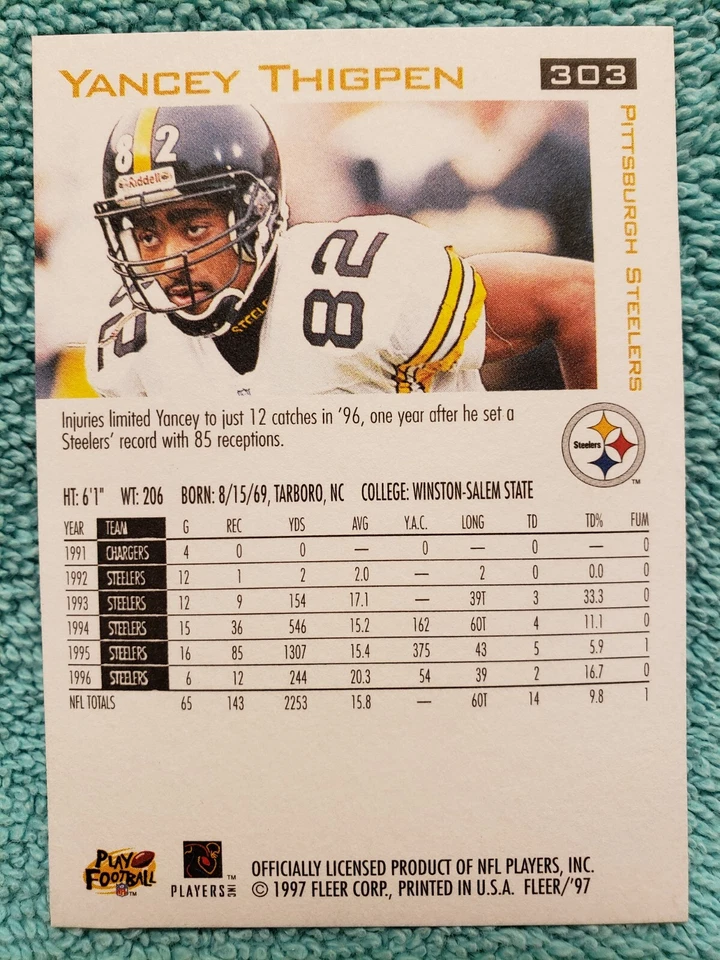 YANCEY THIGPEN
303
PITTSBURGH STEELERS
82
Riddell
STEELE
82
82
Injuries limited Yancey to just 12 catches in '96, one year after he set a
Steelers' record with 85 receptions.
Steelers
TM
HT: 6'1" WT: 206 BORN: 8/15/69, TARBORO, NC COLLEGE: WINSTON-SALEM STATE
YEAR TEAM G REC YDS AVG Y.A.C. LONG TD TD% FUM
1991 CHARGERS 4 0 0 — 0 — 0 — 0
1992 STEELERS 12 1 2 2.0 — 2 0 0.0 0
1993 STEELERS 12 9 154 17.1 — 39T 3 33.3 0
1994 STEELERS 15 36 546 15.2 162 60T 4 11.1 0
1995 STEELERS 16 85 1307 15.4 375 43 5 5.9 1
1996 STEELERS 6 12 244 20.3 54 39 2 16.7 0
NFL TOTALS 65 143 2253 15.8 — 60T 14 9.8 1
PLAY
FOOTBALL
NFL
TM
PLAYERS INC
TM
OFFICIALLY LICENSED PRODUCT OF NFL PLAYERS, INC.
© 1997 FLEER CORP., PRINTED IN U.S.A. FLEER/'97